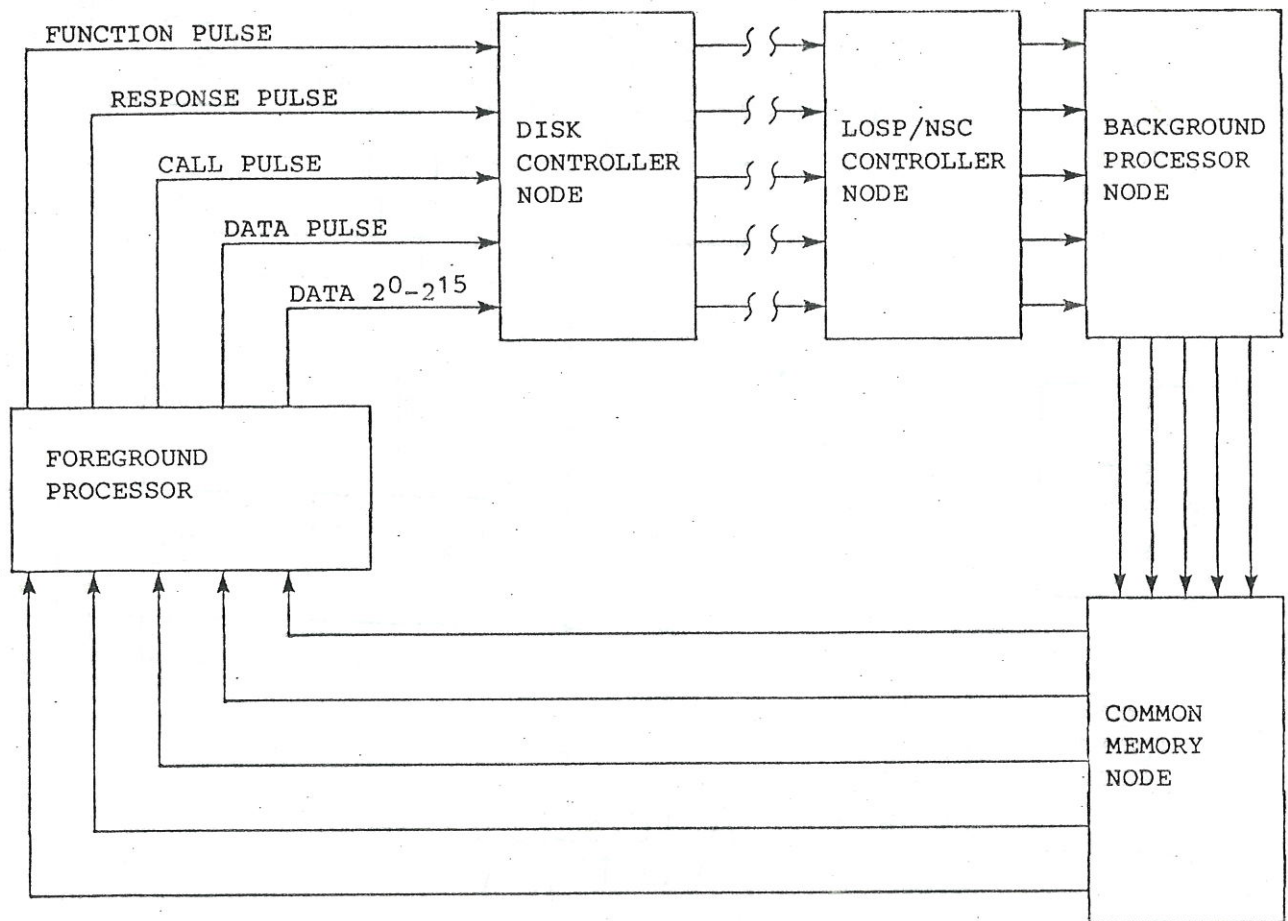 FUNCTION PULSE
RESPONSE PULSE
CALL PULSE
DATA PULSE
DATA 2⁰-2¹⁵
DISK
CONTROLLER
NODE
LOSP/NSC
CONTROLLER
NODE
BACKGROUND
PROCESSOR
NODE
FOREGROUND
PROCESSOR
COMMON
MEMORY
NODE